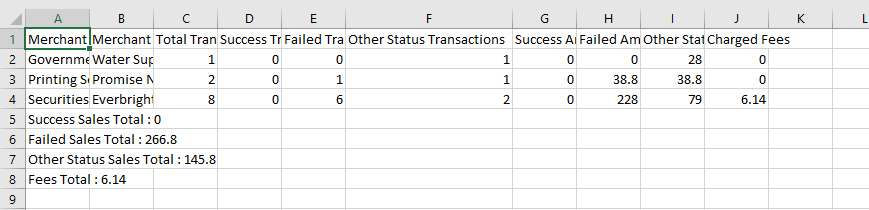 A B C D E F G H I J K L
1 Merchant Merchant Total Tran Success Tr Failed Tra Other Status Transactions Success A Failed Am Other Stat Charged Fees
2 Governme Water Sup 1 0 0 1 0 0 28 0
3 Printing S Promise N 2 0 1 1 0 38.8 38.8 0
4 Securities Everbright 8 0 6 2 0 228 79 6.14
5 Success Sales Total : 0
6 Failed Sales Total : 266.8
7 Other Status Sales Total : 145.8
8 Fees Total : 6.14
9